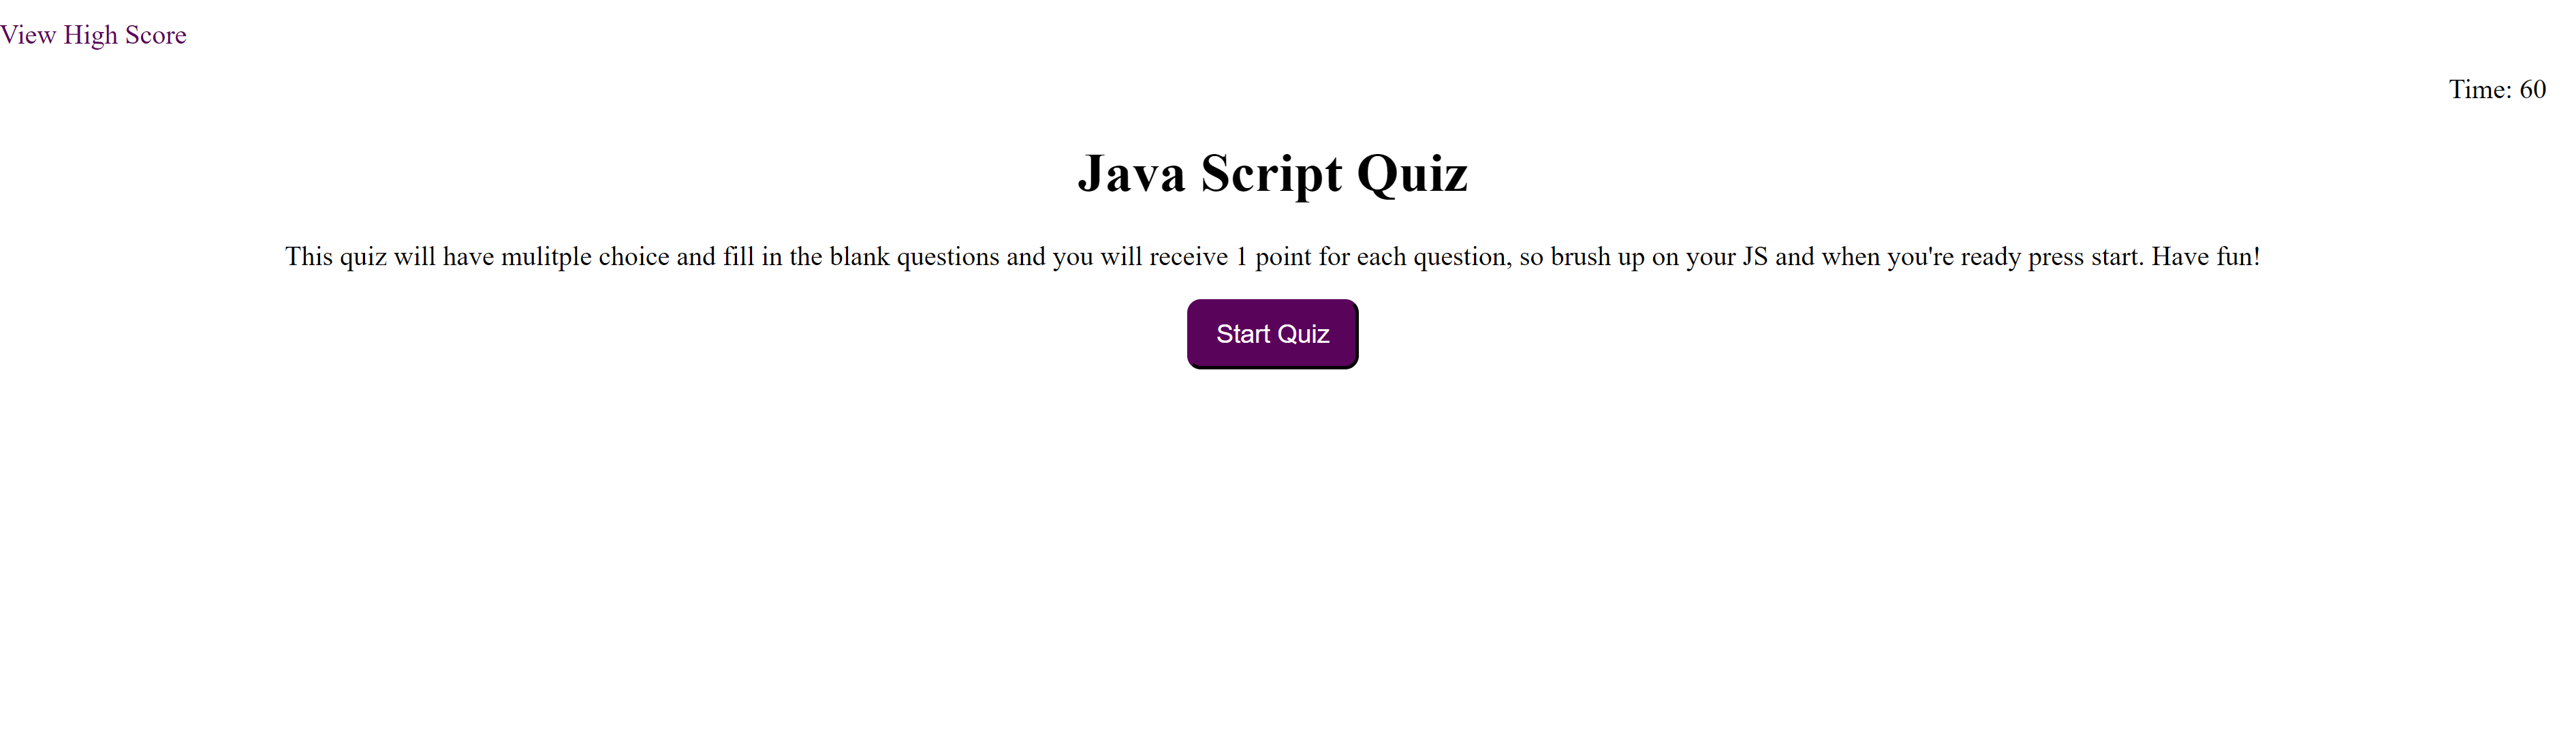 View High Score
Time: 60
Java Script Quiz
This quiz will have mulitple choice and fill in the blank questions and you will receive 1 point for each question, so brush up on your JS and when you're ready press start. Have fun!
Start Quiz